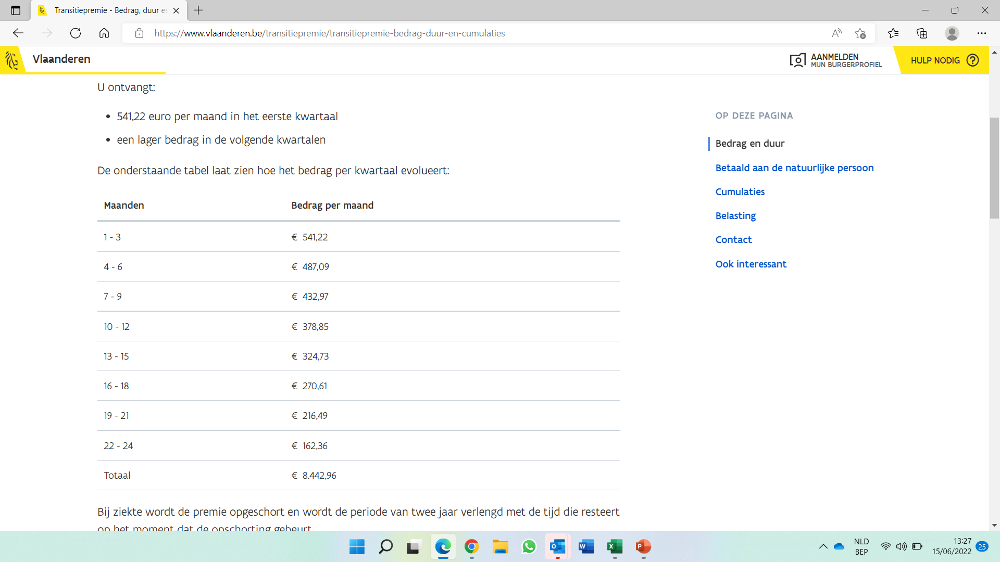 Transitiepremie - Bedrag, duur e
https://www.vlaanderen.be/transitiepremie/transitiepremie-bedrag-duur-en-cumulaties
Vlaanderen
AANMELDEN
MIJN BURGERPROFIEL
HULP NODIG ?
U ontvangt:
• 541,22 euro per maand in het eerste kwartaal
• een lager bedrag in de volgende kwartalen
De onderstaande tabel laat zien hoe het bedrag per kwartaal evolueert:
Maanden Bedrag per maand
1 - 3 € 541,22
4 - 6 € 487,09
7 - 9 € 432,97
10 - 12 € 378,85
13 - 15 € 324,73
16 - 18 € 270,61
19 - 21 € 216,49
22 - 24 € 162,36
Totaal € 8.442,96
Bij ziekte wordt de premie opgeschort en wordt de periode van twee jaar verlengd met de tijd die resteert
op het moment dat de opschorting gebeurt
OP DEZE PAGINA
Bedrag en duur
Betaald aan de natuurlijke persoon
Cumulaties
Belasting
Contact
Ook interessant
NLD
BEP
13:27
15/06/2022
25